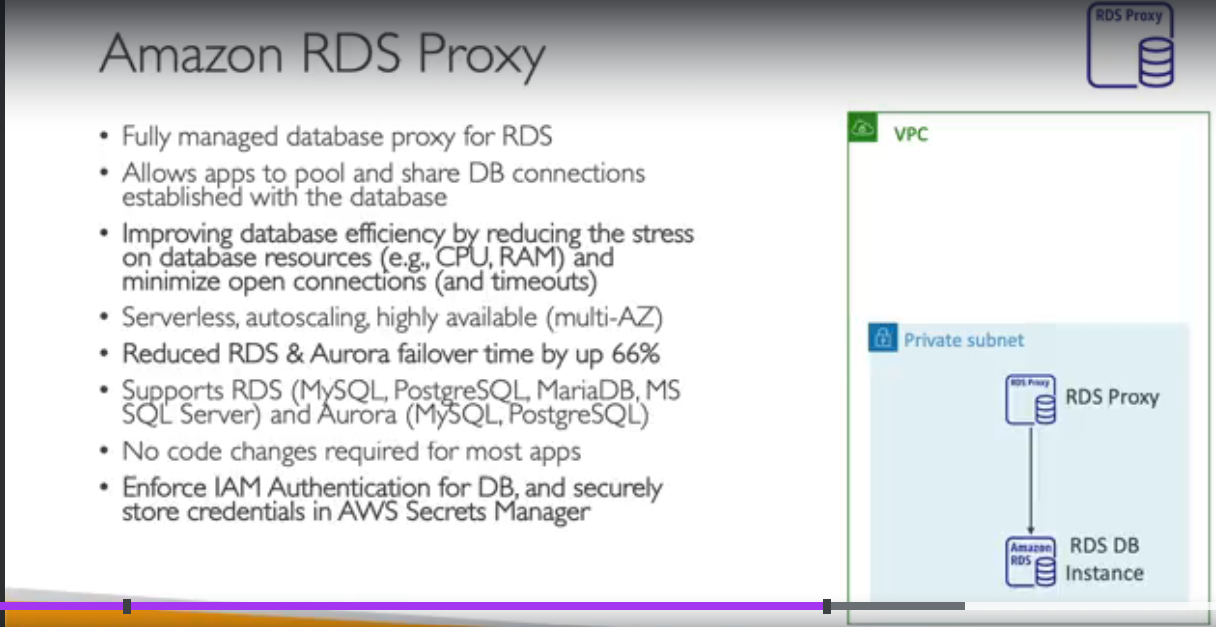 RDS Proxy
Amazon RDS Proxy
• Fully managed database proxy for RDS
• Allows apps to pool and share DB connections
established with the database
• Improving database efficiency by reducing the stress
on database resources (e.g., CPU, RAM) and
minimize open connections (and timeouts)
• Serverless, autoscaling, highly available (multi-AZ)
• Reduced RDS & Aurora failover time by up 66%
• Supports RDS (MySQL, PostgreSQL, MariaDB, MS
SQL Server) and Aurora (MySQL, PostgreSQL)
• No code changes required for most apps
• Enforce IAM Authentication for DB, and securely
store credentials in AWS Secrets Manager
VPC
Private subnet
RDS Proxy
RDS Proxy
Amazon
RDS
RDS DB
Instance